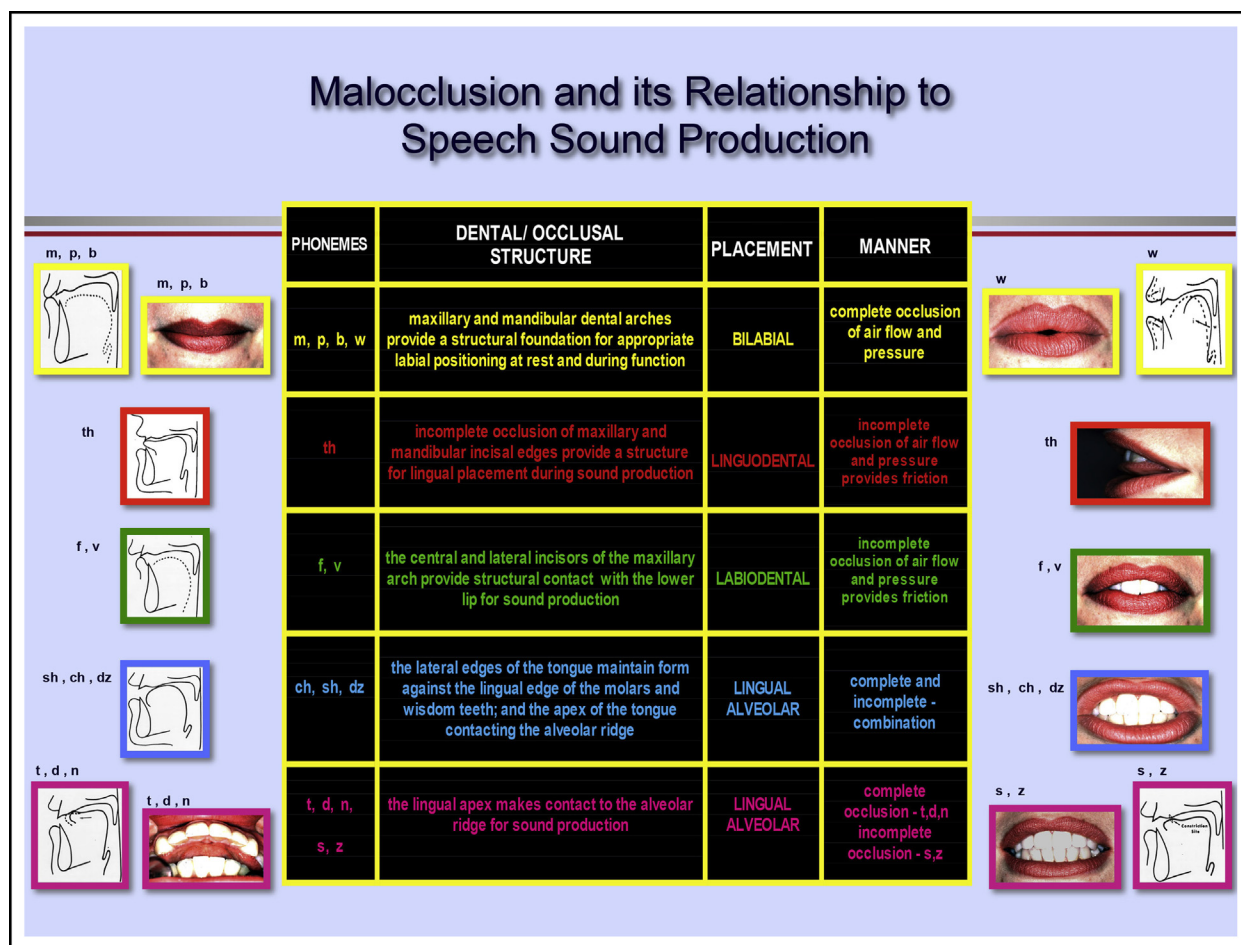 Malocclusion and its Relationship to
Speech Sound Production
PHONEMES
DENTAL/ OCCLUSAL
STRUCTURE
PLACEMENT
MANNER
m, p, b, w
maxillary and mandibular dental arches
provide a structural foundation for appropriate
labial positioning at rest and during function
BILABIAL
complete occlusion
of air flow and
pressure
th
incomplete occlusion of maxillary and
mandibular incisal edges provide a structure
for lingual placement during sound production
LINGUODENTAL
incomplete
occlusion of air flow
and pressure
provides friction
f, v
the central and lateral incisors of the maxillary
arch provide structural contact with the lower
lip for sound production
LABIODENTAL
incomplete
occlusion of air flow
and pressure
provides friction
ch, sh, dz
the lateral edges of the tongue maintain form
against the lingual edge of the molars and
wisdom teeth; and the apex of the tongue
contacting the alveolar ridge
LINGUAL
ALVEOLAR
complete and
incomplete -
combination
t, d, n,
s, z
the lingual apex makes contact to the alveolar
ridge for sound production
LINGUAL
ALVEOLAR
complete
occlusion - t,d,n
incomplete
occlusion - s,z
m, p, b
m, p, b
th
f , v
sh , ch , dz
t , d , n
t , d , n
w
w
th
f , v
sh , ch , dz
s , z
s , z
Constriction
Site